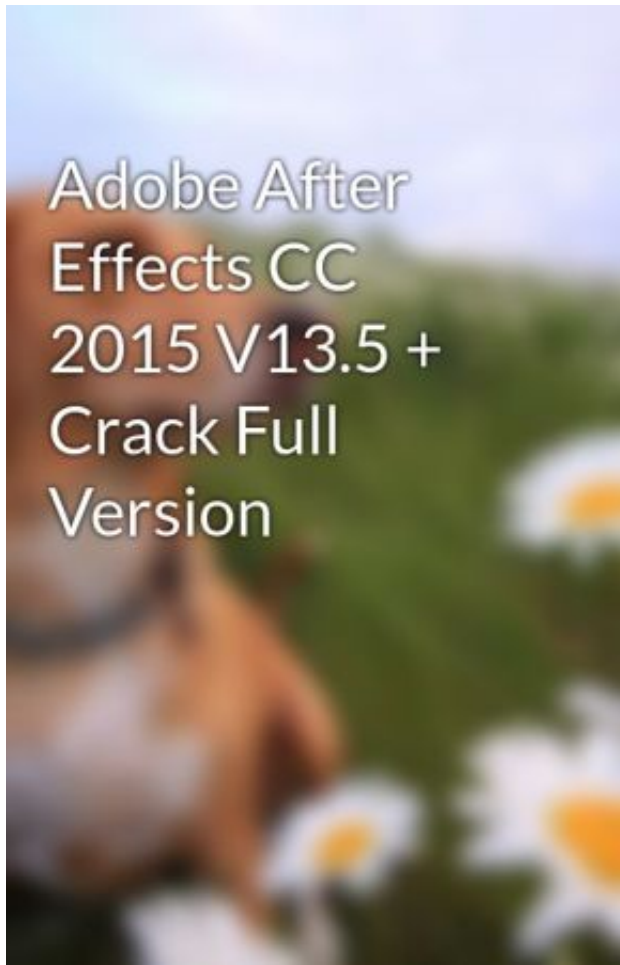 Adobe After
Effects CC
2015 V13.5 +
Crack Full
Version